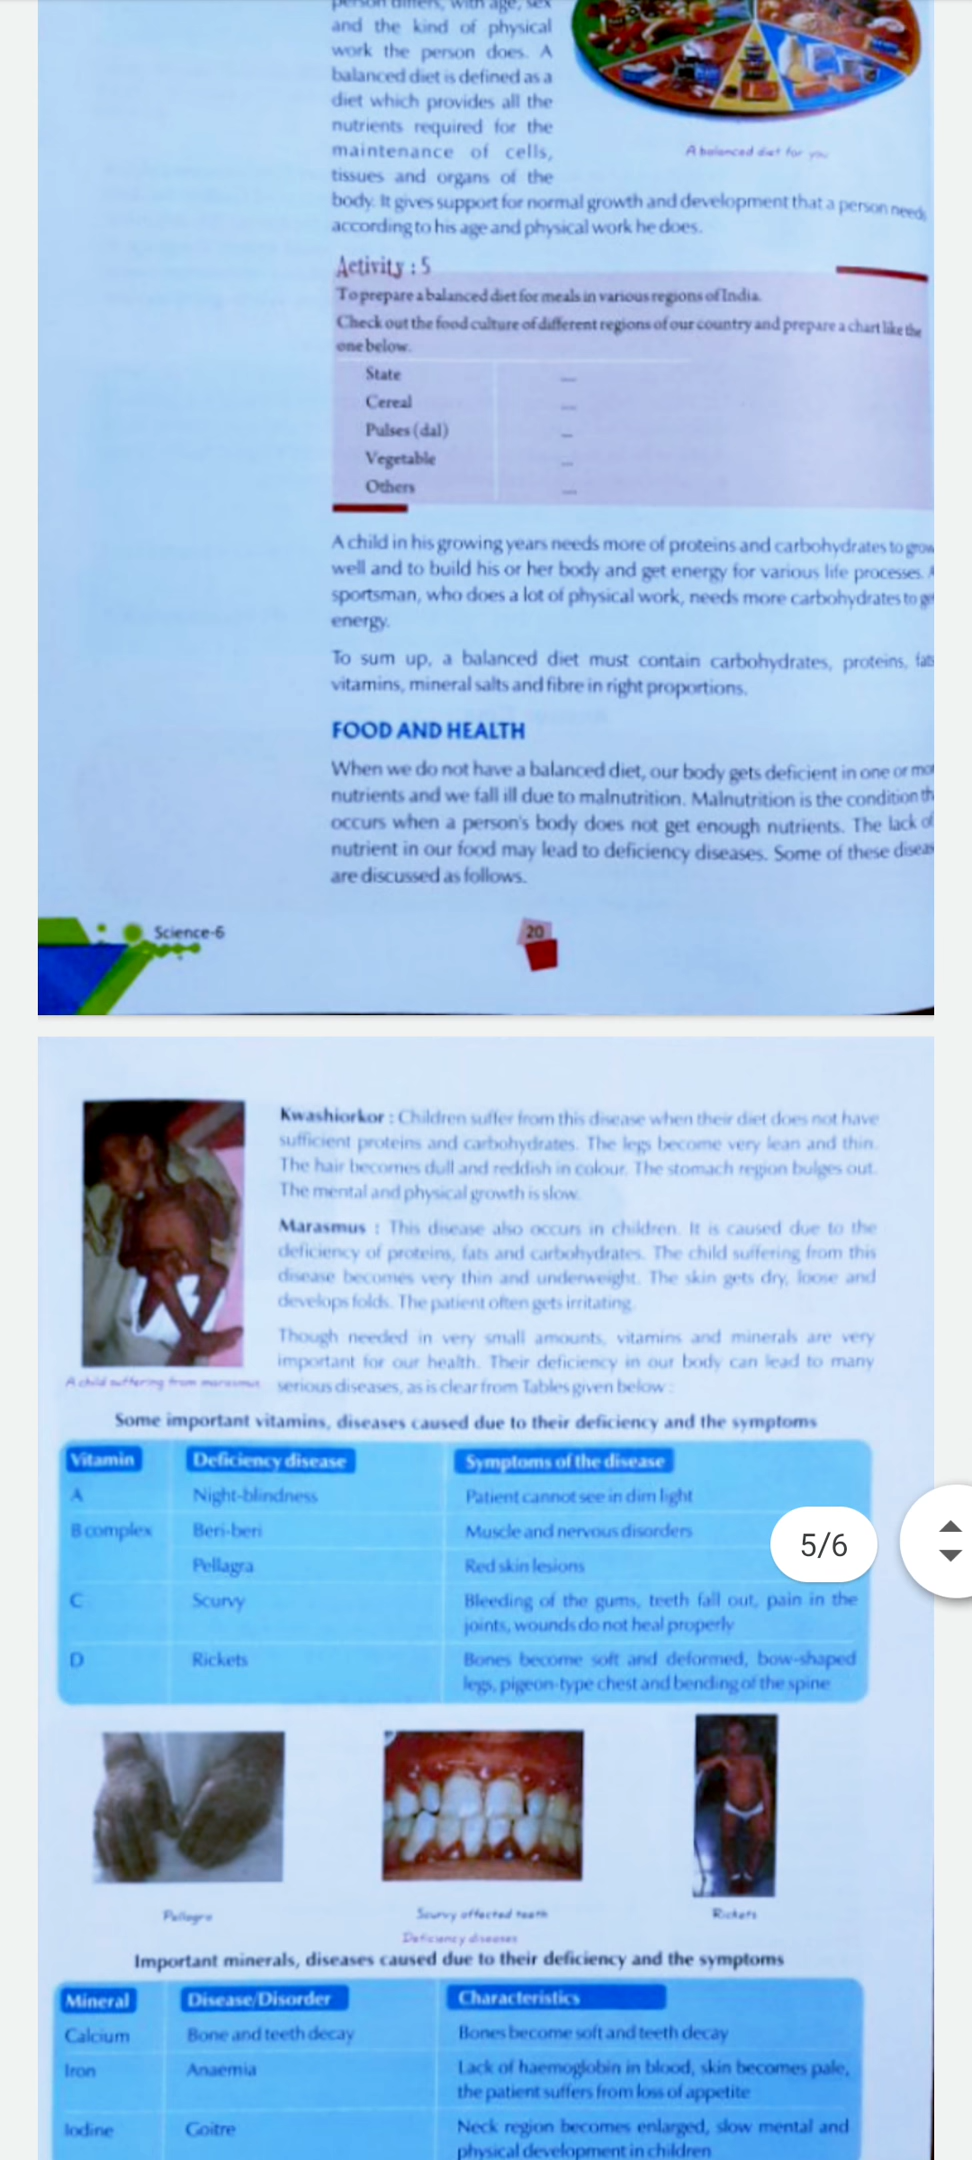 person differs, with age, sex
and the kind of physical
work the person does. A
balanced diet is defined as a
diet which provides all the
nutrients required for the
maintenance of cells,
tissues and organs of the
A balanced diet for you
body. It gives support for normal growth and development that a person needs
according to his age and physical work he does.
Activity : 5
To prepare a balanced diet for meals in various regions of India.
Check out the food culture of different regions of our country and prepare a chart like the
one below.
State ...
Cereal ...
Pulses (dal) ...
Vegetable ...
Others ...
A child in his growing years needs more of proteins and carbohydrates to grow
well and to build his or her body and get energy for various life processes. A
sportsman, who does a lot of physical work, needs more carbohydrates to
energy.
To sum up, a balanced diet must contain carbohydrates, proteins, fats
vitamins, mineral salts and fibre in right proportions.
FOOD AND HEALTH
When we do not have a balanced diet, our body gets deficient in one or
nutrients and we fall ill due to malnutrition. Malnutrition is the condition
occurs when a person's body does not get enough nutrients. The lack of
nutrient in our food may lead to deficiency diseases. Some of these
are discussed as follows.
Science-6
20
Kwashiorkor : Children suffer from this disease when their diet does not have
sufficient proteins and carbohydrates. The legs become very lean and thin.
The hair becomes dull and reddish in colour. The stomach region bulges out.
The mental and physical growth is slow.
Marasmus : This disease also occurs in children. It is caused due to the
deficiency of proteins, fats and carbohydrates. The child suffering from this
disease becomes very thin and underweight. The skin gets dry, loose and
develops folds. The patient often gets irritating.
Though needed in very small amounts, vitamins and minerals are very
important for our health. Their deficiency in our body can lead to many
serious diseases, as is clear from Tables given below :
A child suffering from marasmus
Some important vitamins, diseases caused due to their deficiency and the symptoms
Vitamin Deficiency disease Symptoms of the disease
A Night-blindness Patient cannot see in dim light
B complex Beri-beri Muscle and nervous disorders
Pellagra Red skin lesions
C Scurvy Bleeding of the gums, teeth fall out, pain in the
joints, wounds do not heal properly
D Rickets Bones become soft and deformed, bow-shaped
legs, pigeon-type chest and bending of the spine
5/6
Pellagra
Scurvy affected teeth
Rickets
Deficiency diseases
Important minerals, diseases caused due to their deficiency and the symptoms
Mineral Disease/Disorder Characteristics
Calcium Bone and teeth decay Bones become soft and teeth decay
Iron Anaemia Lack of haemoglobin in blood, skin becomes pale,
the patient suffers from loss of appetite
Iodine Goitre Neck region becomes enlarged, slow mental and
physical development in children